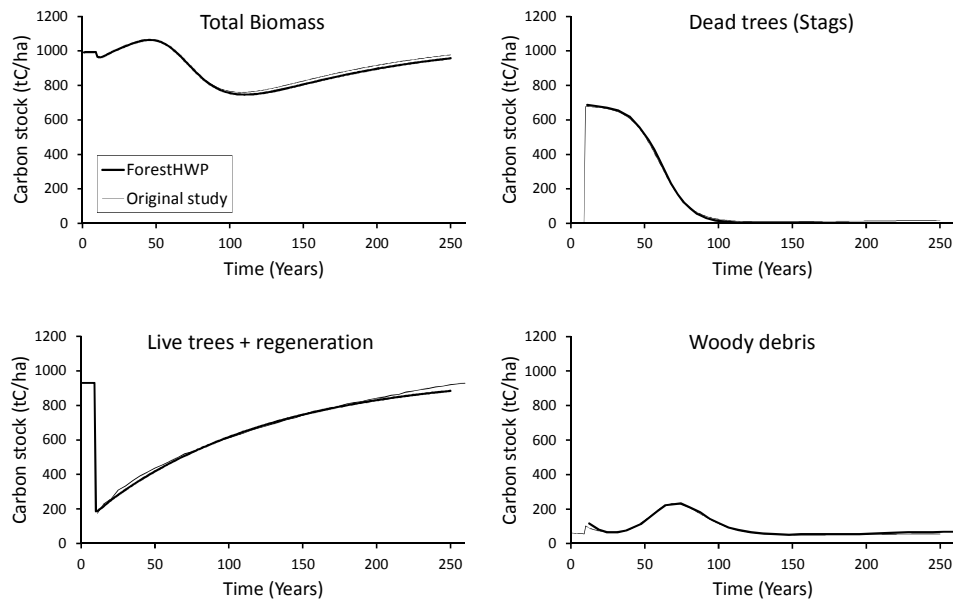 Total Biomass
Carbon stock (tC/ha)
1200
1000
800
600
400
200
0
ForestHWP
Original study
0 50 100 150 200 250
Time (Years)
Dead trees (Stags)
Carbon stock (tC/ha)
1200
1000
800
600
400
200
0
0 50 100 150 200 250
Time (Years)
Live trees + regeneration
Carbon stock (tC/ha)
1200
1000
800
600
400
200
0
0 50 100 150 200 250
Time (Years)
Woody debris
Carbon stock (tC/ha)
1200
1000
800
600
400
200
0
0 50 100 150 200 250
Time (Years)